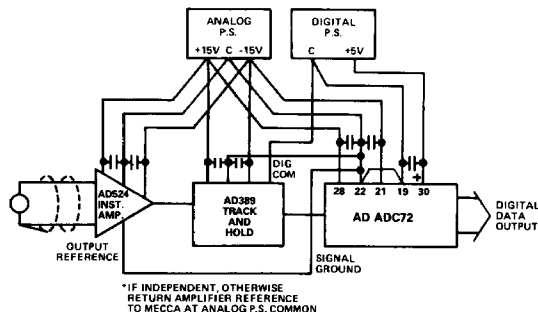 ANALOG
P.S.
+15V C -15V
DIGITAL
P.S.
C +5V
AD524
INST.
AMP.
OUTPUT
REFERENCE
AD389
TRACK
AND
HOLD
DIG
COM
28 22 21 19 30
+
AD ADC72
DIGITAL
DATA
OUTPUT
SIGNAL
GROUND
*IF INDEPENDENT, OTHERWISE
RETURN AMPLIFIER REFERENCE
TO MECCA AT ANALOG P.S. COMMON